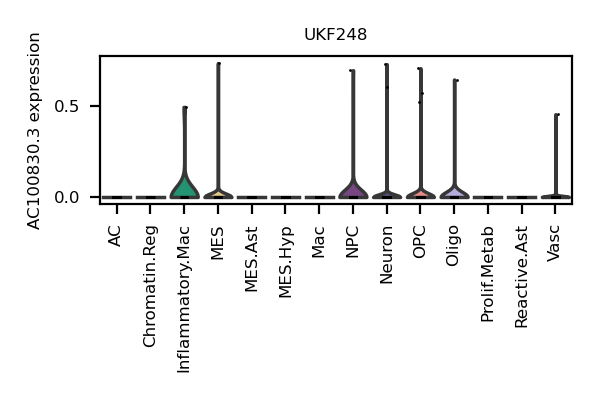 UKF248
AC100830.3 expression
0.5
0.0
AC
Chromatin.Reg
Inflammatory.Mac
MES
MES.Ast
MES.Hyp
Mac
NPC
Neuron
OPC
Oligo
Prolif.Metab
Reactive.Ast
Vasc